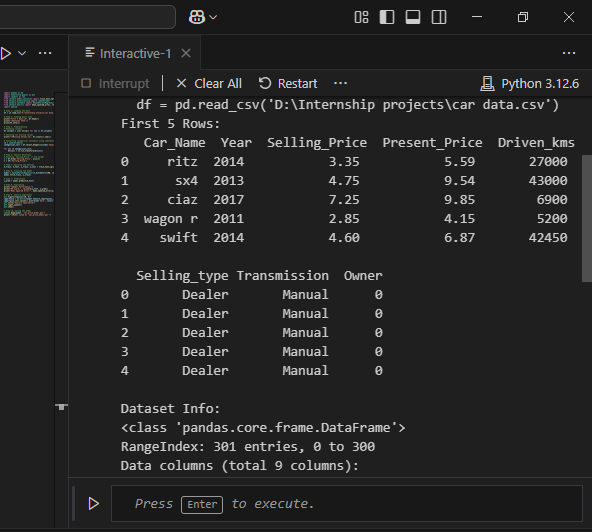 Interactive-1
Interrupt | Clear All Restart ... Python 3.12.6
df = pd.read_csv('D:\Internship projects\car data.csv')
First 5 Rows:
Car_Name Year Selling_Price Present_Price Driven_kms
0 ritz 2014 3.35 5.59 27000
1 sx4 2013 4.75 9.54 43000
2 ciaz 2017 7.25 9.85 6900
3 wagon r 2011 2.85 4.15 5200
4 swift 2014 4.60 6.87 42450
Selling_type Transmission Owner
0 Dealer Manual 0
1 Dealer Manual 0
2 Dealer Manual 0
3 Dealer Manual 0
4 Dealer Manual 0
Dataset Info:
<class 'pandas.core.frame.DataFrame'>
RangeIndex: 301 entries, 0 to 300
Data columns (total 9 columns):
Press Enter to execute.